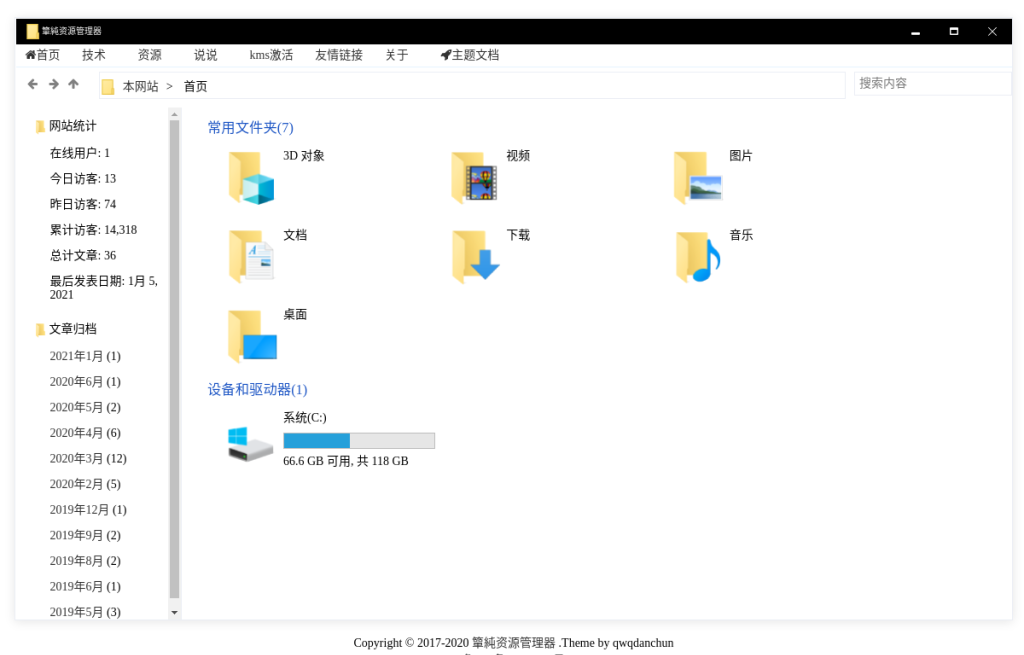 簞純资源管理器
首页 技术 资源 说说 kms激活 友情链接 关于 主题文档
本网站 > 首页
搜索内容
网站统计
在线用户: 1
今日访客: 13
昨日访客: 74
累计访客: 14,318
总计文章: 36
最后发表日期: 1月 5,
2021
文章归档
2021年1月 (1)
2020年6月 (1)
2020年5月 (2)
2020年4月 (6)
2020年3月 (12)
2020年2月 (5)
2019年12月 (1)
2019年9月 (2)
2019年8月 (2)
2019年6月 (1)
2019年5月 (3)
常用文件夹(7)
3D 对象
视频
图片
文档
下载
音乐
桌面
设备和驱动器(1)
系统(C:)
66.6 GB 可用, 共 118 GB
Copyright © 2017-2020 簞純资源管理器 .Theme by qwqdanchun